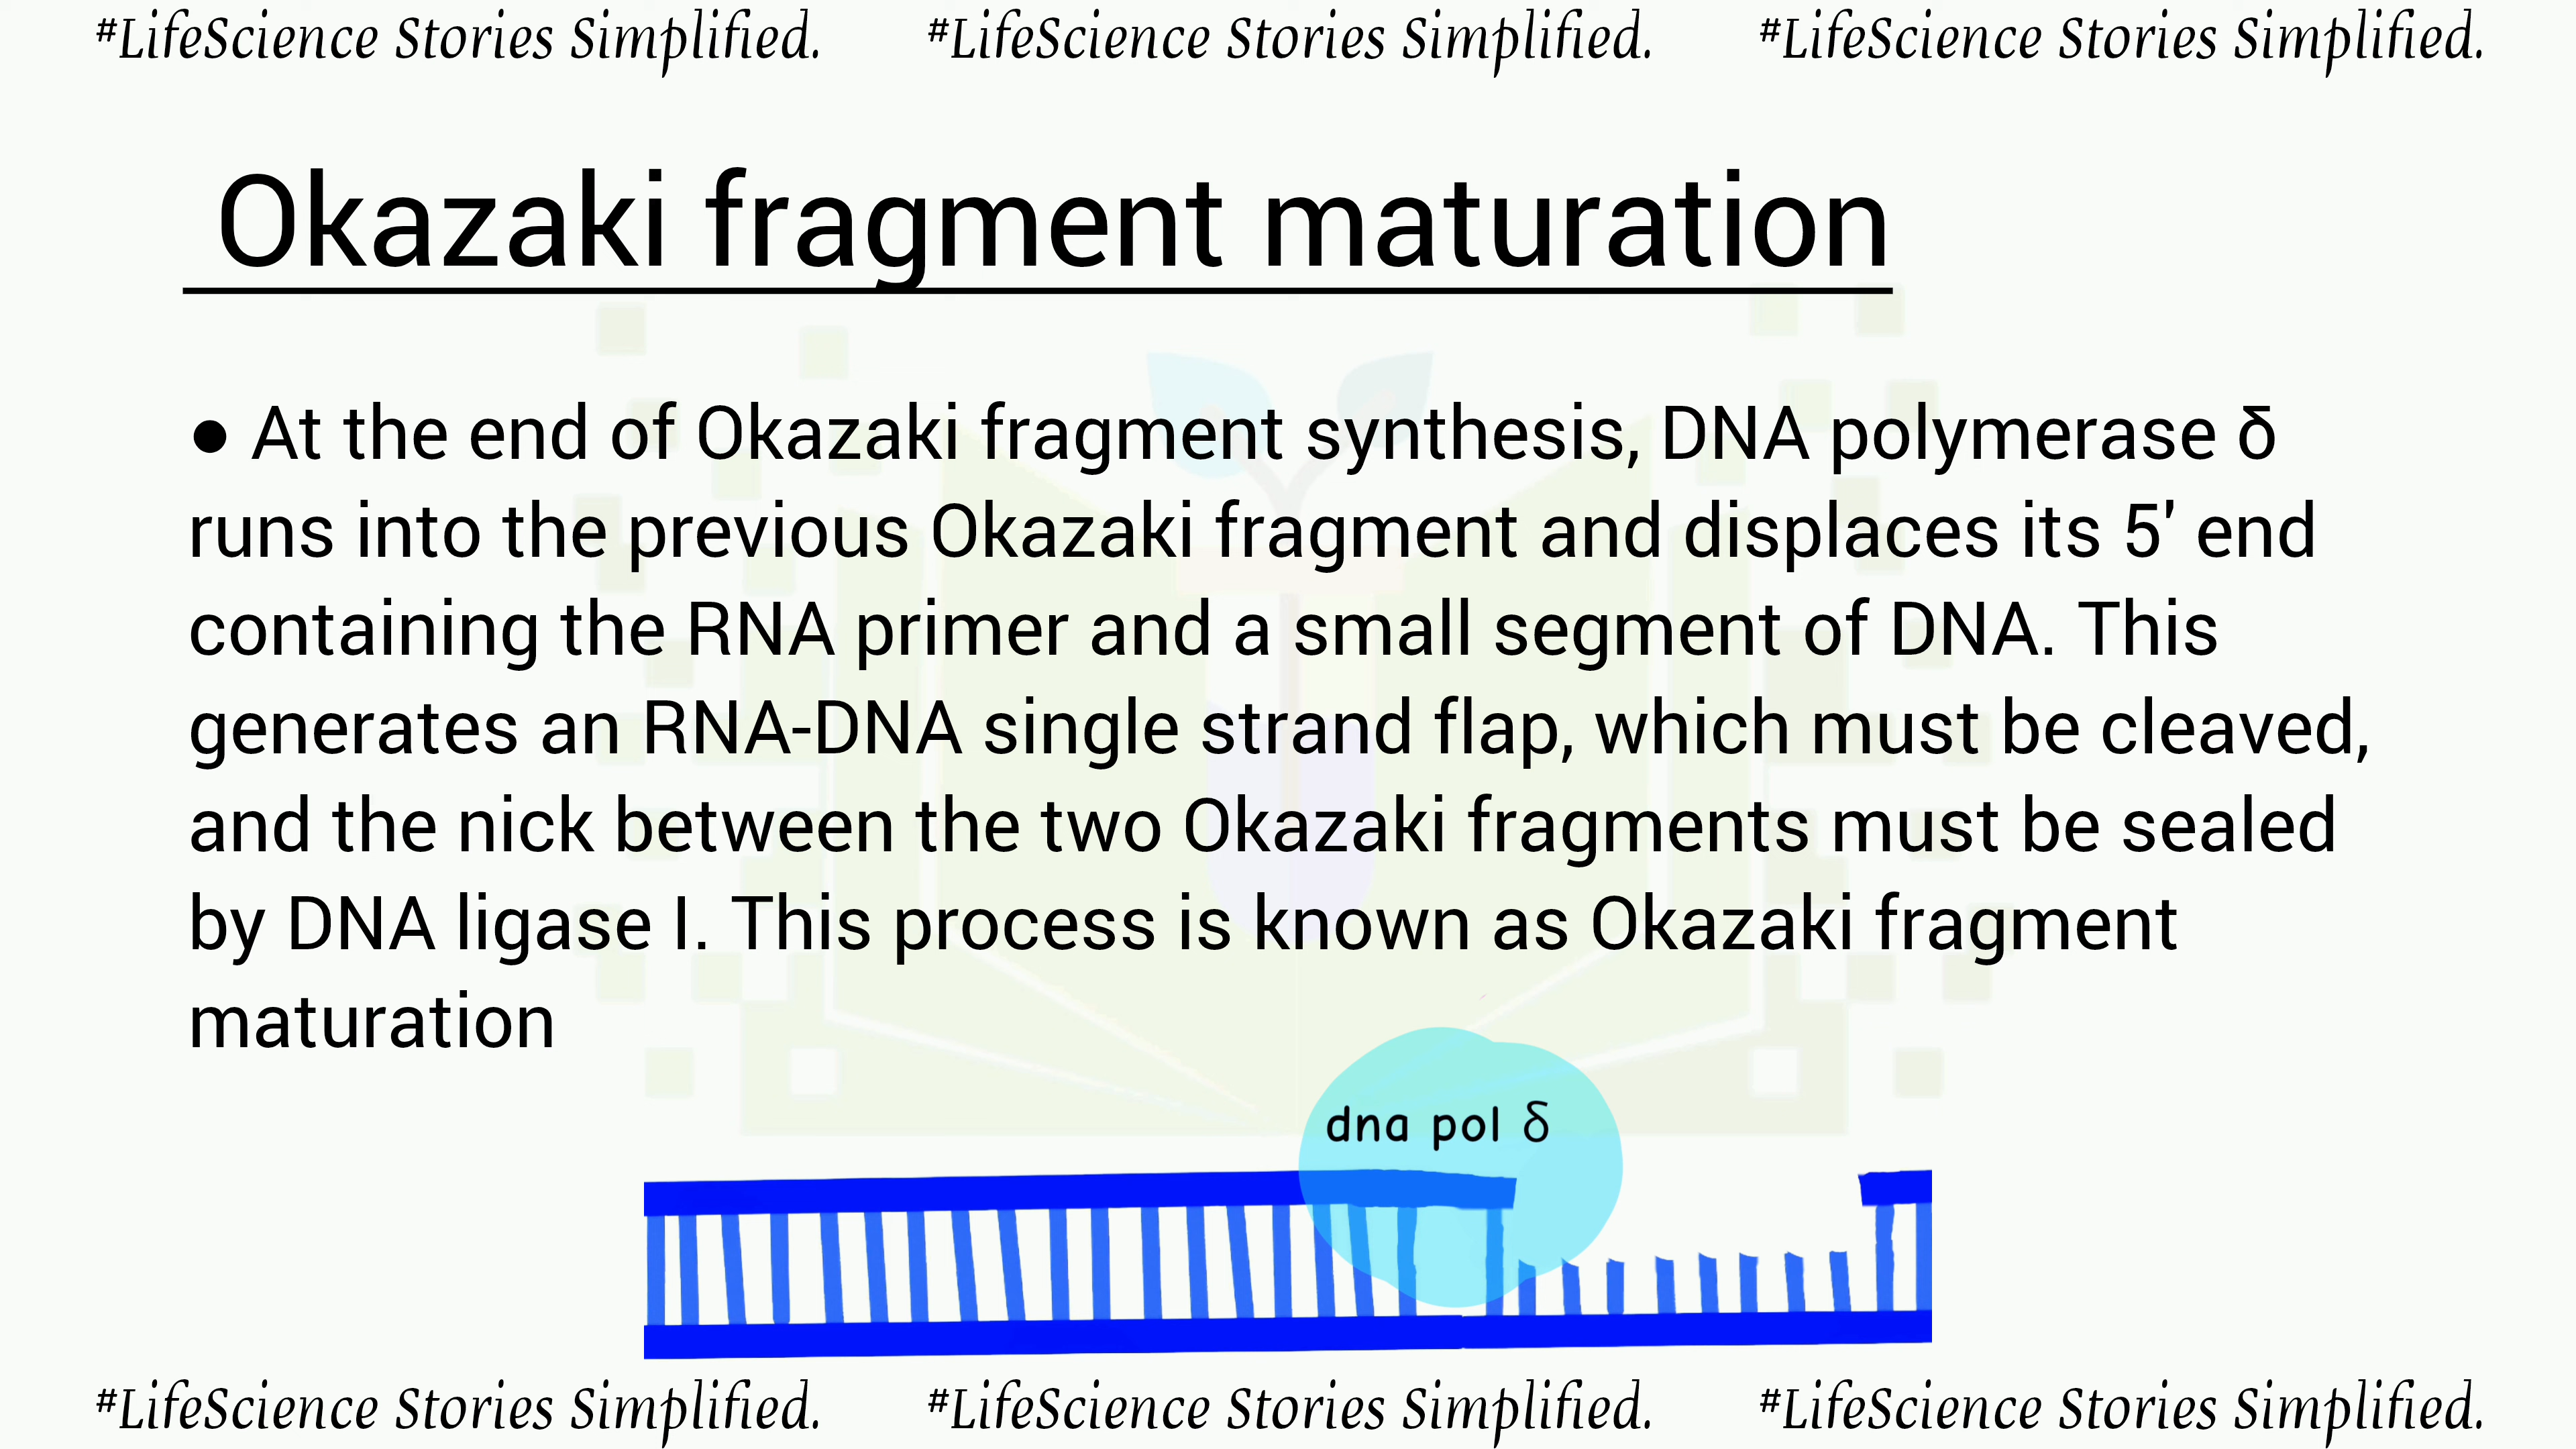 #LifeScience Stories Simplified. #LifeScience Stories Simplified. #LifeScience Stories Simplified.
Okazaki fragment maturation
● At the end of Okazaki fragment synthesis, DNA polymerase δ
runs into the previous Okazaki fragment and displaces its 5' end
containing the RNA primer and a small segment of DNA. This
generates an RNA-DNA single strand flap, which must be cleaved,
and the nick between the two Okazaki fragments must be sealed
by DNA ligase I. This process is known as Okazaki fragment
maturation
dna pol δ
#LifeScience Stories Simplified. #LifeScience Stories Simplified. #LifeScience Stories Simplified.